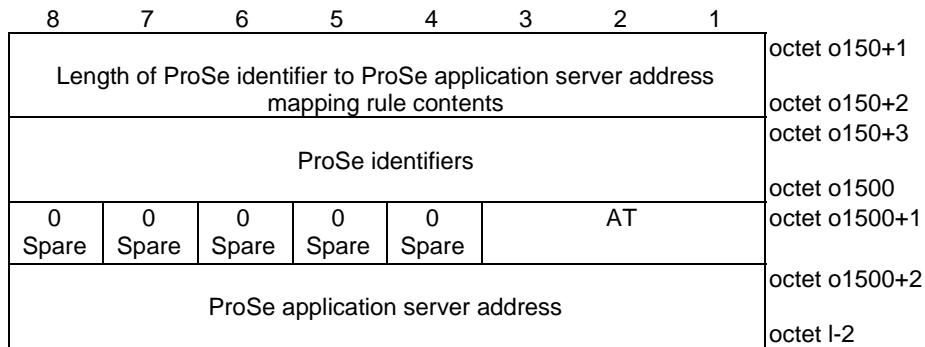 8 7 6 5 4 3 2 1
octet o150+1
Length of ProSe identifier to ProSe application server address
mapping rule contents
octet o150+2
octet o150+3
ProSe identifiers
octet o1500
0 0 0 0 0 AT octet o1500+1
Spare Spare Spare Spare Spare
octet o1500+2
ProSe application server address
octet l-2